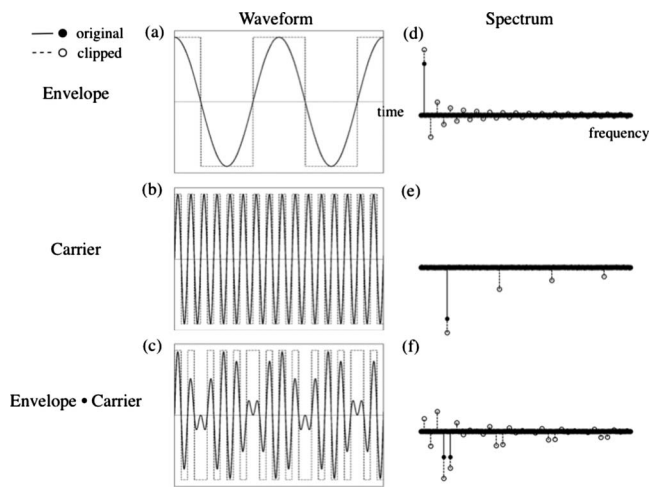 Waveform
Spectrum
original
clipped
(a)
(d)
Envelope
time
frequency
(b)
(e)
Carrier
(c)
(f)
Envelope • Carrier